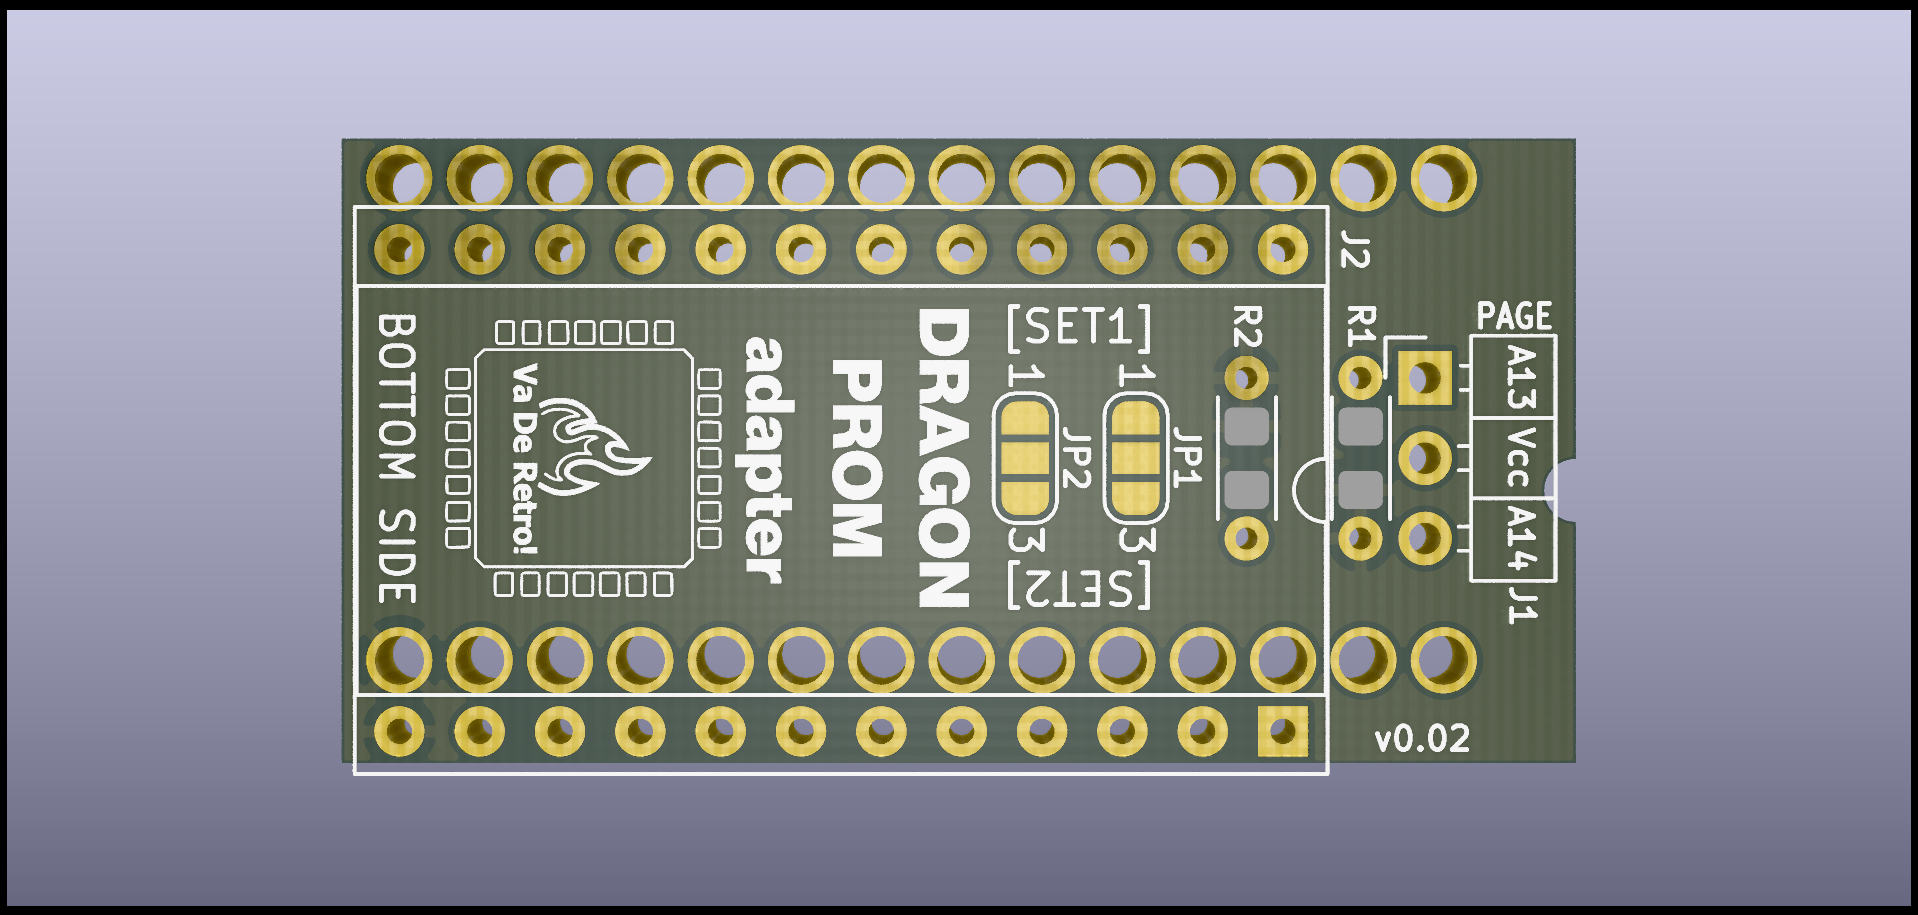 BOTTOM SIDE
Va De Retro!
DRAGON
PROM
adapter
[SET1]
1
1
JP2
JP1
3
3
[SET2]
R2
R1
J2
PAGE
A13
Vcc
A14
J1
v0.02